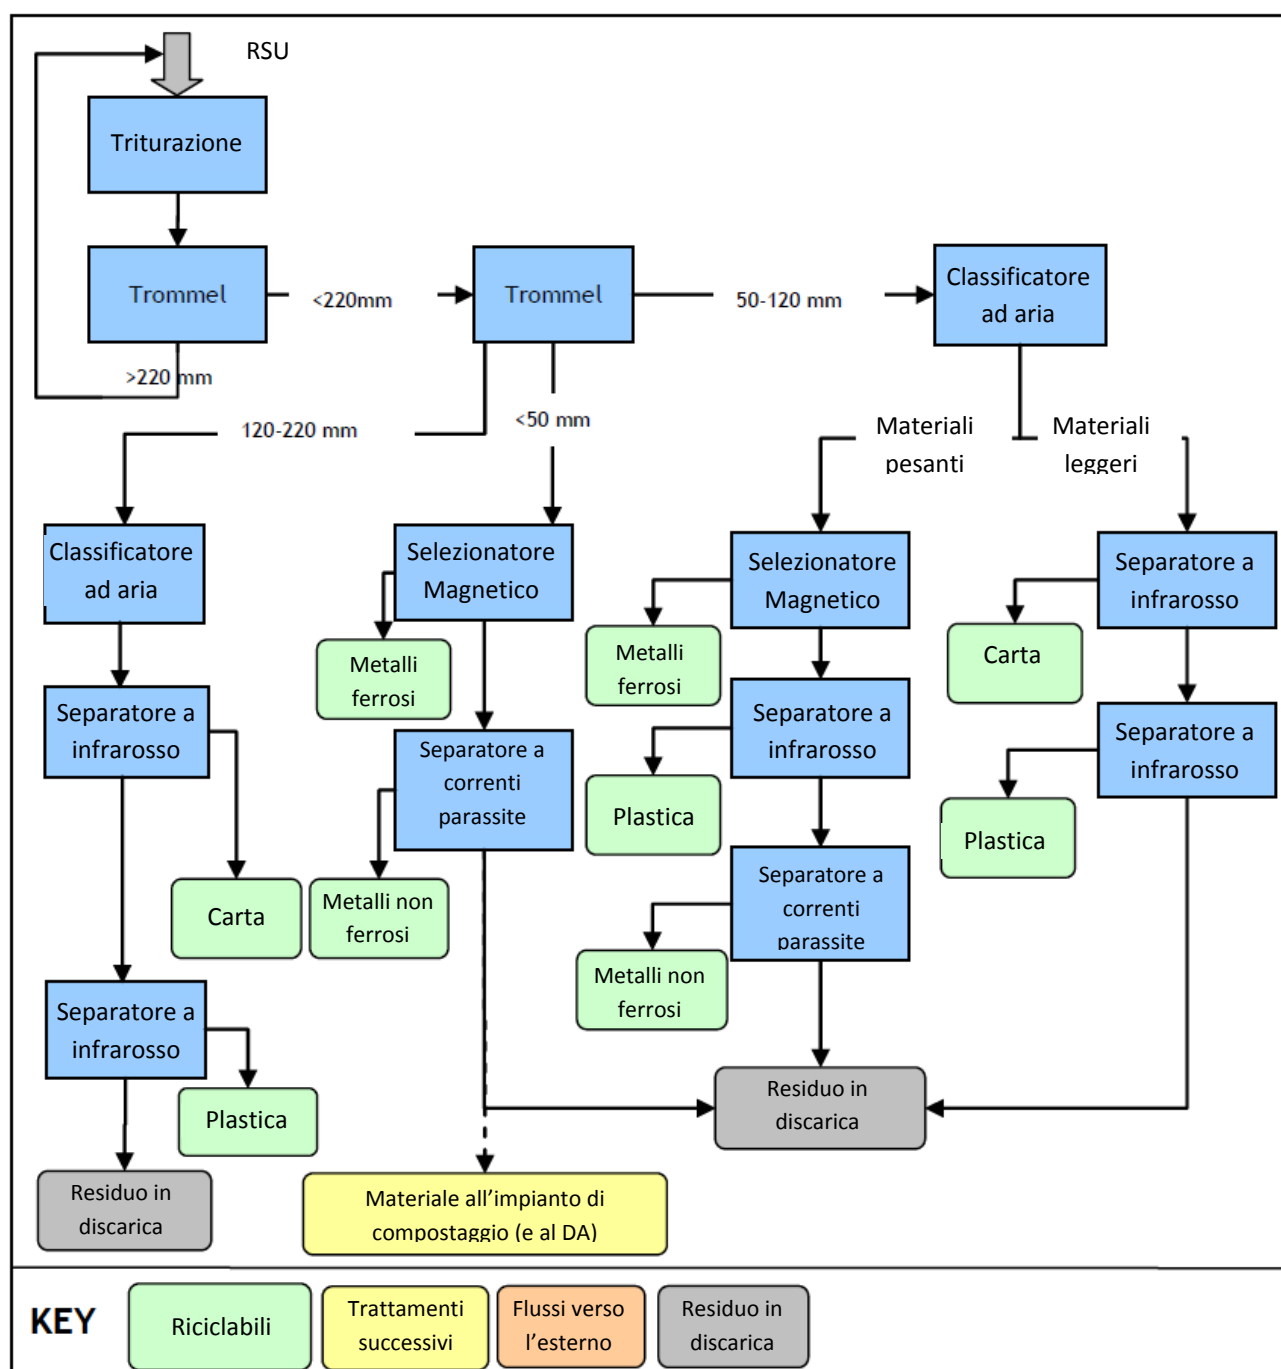 RSU
Triturazione
Trommel
<220mm
Trommel
50-120 mm
Classificatore
ad aria
>220 mm
120-220 mm
<50 mm
Materiali
pesanti
Materiali
leggeri
Classificatore
ad aria
Selezionatore
Magnetico
Selezionatore
Magnetico
Separatore a
infrarosso
Metalli
ferrosi
Metalli
ferrosi
Carta
Separatore a
infrarosso
Separatore a
correnti
parassite
Separatore a
infrarosso
Separatore a
infrarosso
Plastica
Plastica
Carta
Metalli non
ferrosi
Separatore a
correnti
parassite
Metalli non
ferrosi
Separatore a
infrarosso
Plastica
Residuo in
discarica
Residuo in
discarica
Materiale all’impianto di
compostaggio (e al DA)
KEY
Riciclabili
Trattamenti
successivi
Flussi verso
l’esterno
Residuo in
discarica